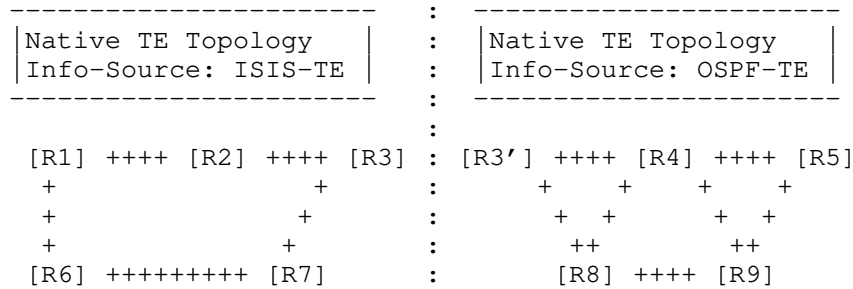 -----------------------   :   -----------------------
|Native TE Topology   |   :   |Native TE Topology   |
|Info-Source: ISIS-TE |   :   |Info-Source: OSPF-TE |
-----------------------   :   -----------------------
                          :
 [R1] ++++ [R2] ++++ [R3] : [R3'] ++++ [R4] ++++ [R5]
  +                +      :      +    +    +    +
  +               +       :       +  +      +  +
  +              +        :        ++        ++
 [R6] +++++++++ [R7]      :       [R8] ++++ [R9]